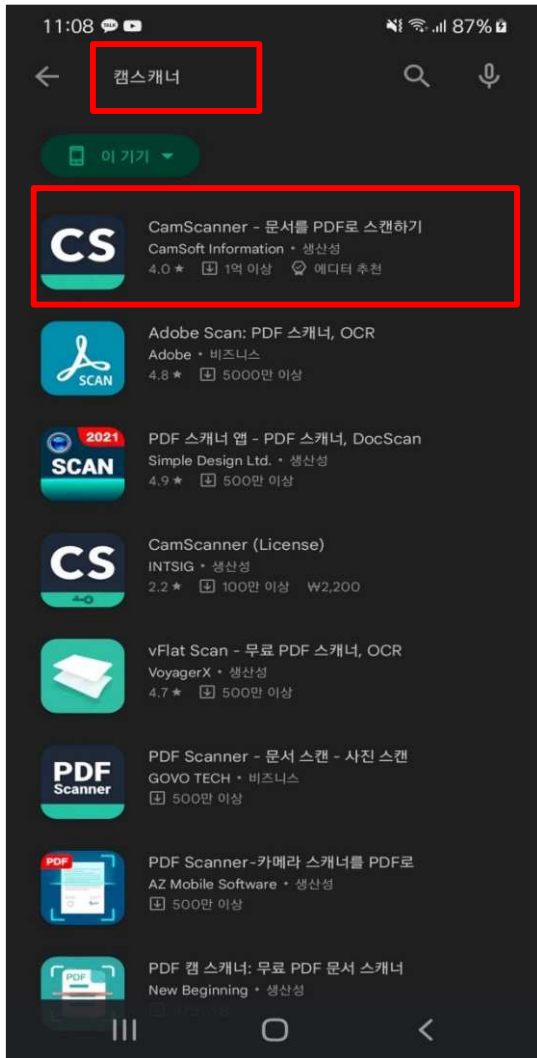 11:08 TALK 87%
캠스캐너
이 기기
CS
CamScanner - 문서를 PDF로 스캔하기
CamSoft Information • 생산성
4.0 ★ 1억 이상 에디터 추천
SCAN
Adobe Scan: PDF 스캐너, OCR
Adobe • 비즈니스
4.8 ★ 5000만 이상
2021
SCAN
PDF 스캐너 앱 - PDF 스캐너, DocScan
Simple Design Ltd. • 생산성
4.9 ★ 500만 이상
CS
CamScanner (License)
INTSIG • 생산성
2.2 ★ 100만 이상 ₩2,200
vFlat Scan - 무료 PDF 스캐너, OCR
VoyagerX • 생산성
4.7 ★ 500만 이상
PDF
Scanner
PDF Scanner - 문서 스캔 - 사진 스캔
GOVO TECH • 비즈니스
500만 이상
PDF
PDF Scanner-카메라 스캐너를 PDF로
AZ Mobile Software • 생산성
500만 이상
PDF
PDF 캠 스캐너: 무료 PDF 문서 스캐너
New Beginning • 생산성